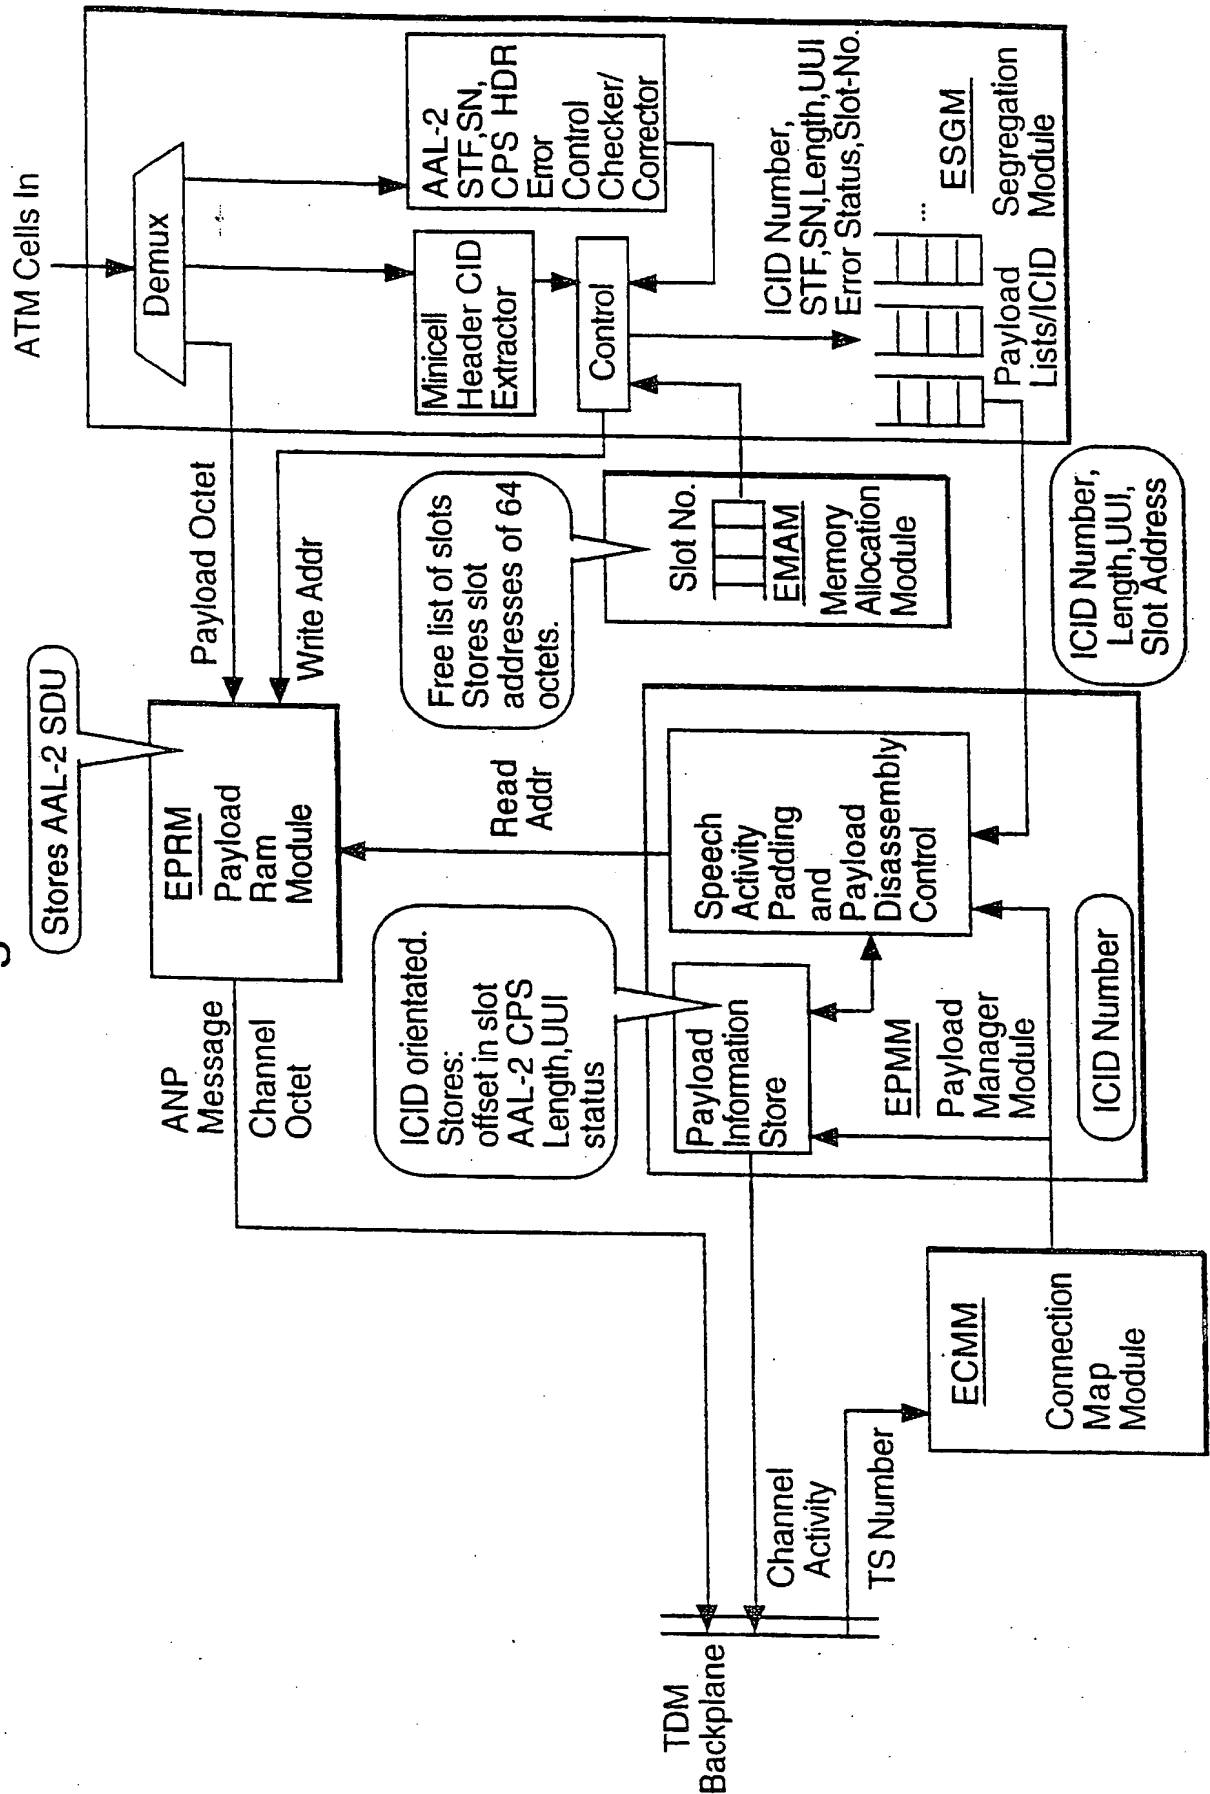 ATM Cells In
Demux
AAL-2
STF,SN,
CPS HDR
Error
Control
Checker/
Corrector
Minicell
Header CID
Extractor
Control
ICID Number,
STF,SN,Length,UUI
Error Status,Slot-No.
...
Payload
Lists/ICID
ESGM
Segregation
Module
Payload Octet
Write Addr
Stores AAL-2 SDU
EPRM
Payload
Ram
Module
Free list of slots
Stores slot
addresses of 64
octets.
Slot No.
EMAM
Memory
Allocation
Module
ICID Number,
Length,UUI,
Slot Address
Read
Addr
Speech
Activity
Padding
and
Payload
Disassembly
Control
ICID orientated.
Stores:
offset in slot
AAL-2 CPS
Length,UUI
status
Payload
Information
Store
EPMM
Payload
Manager
Module
ICID Number
ANP
Message
Channel
Octet
ECMM
Connection
Map
Module
Channel
Activity
TS Number
TDM
Backplane